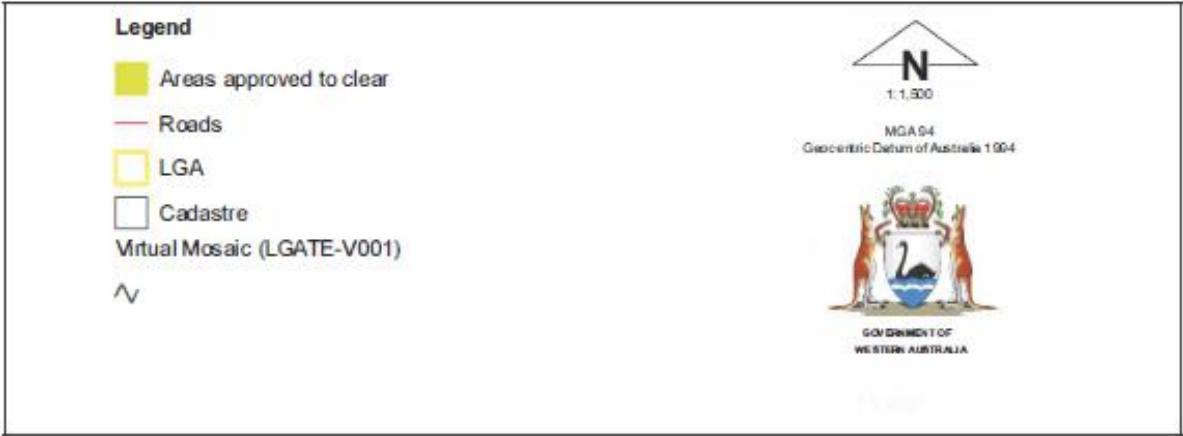 Legend
Areas approved to clear
Roads
LGA
Cadastre
Virtual Mosaic (LGATE-V001)
N
1:1,500
MGA 94
Geocentric Datum of Australia 1994
GOVERNMENT OF
WESTERN AUSTRALIA